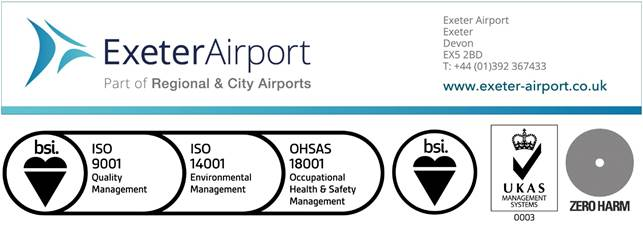 ExeterAirport
Part of Regional & City Airports
Exeter Airport
Exeter
Devon
EX5 2BD
T: +44 (01)392 367433
www.exeter-airport.co.uk
bsi.
ISO
9001
Quality
Management
ISO
14001
Environmental
Management
OHSAS
18001
Occupational
Health & Safety
Management
bsi.
UKAS
MANAGEMENT
SYSTEMS
0003
ZERO HARM